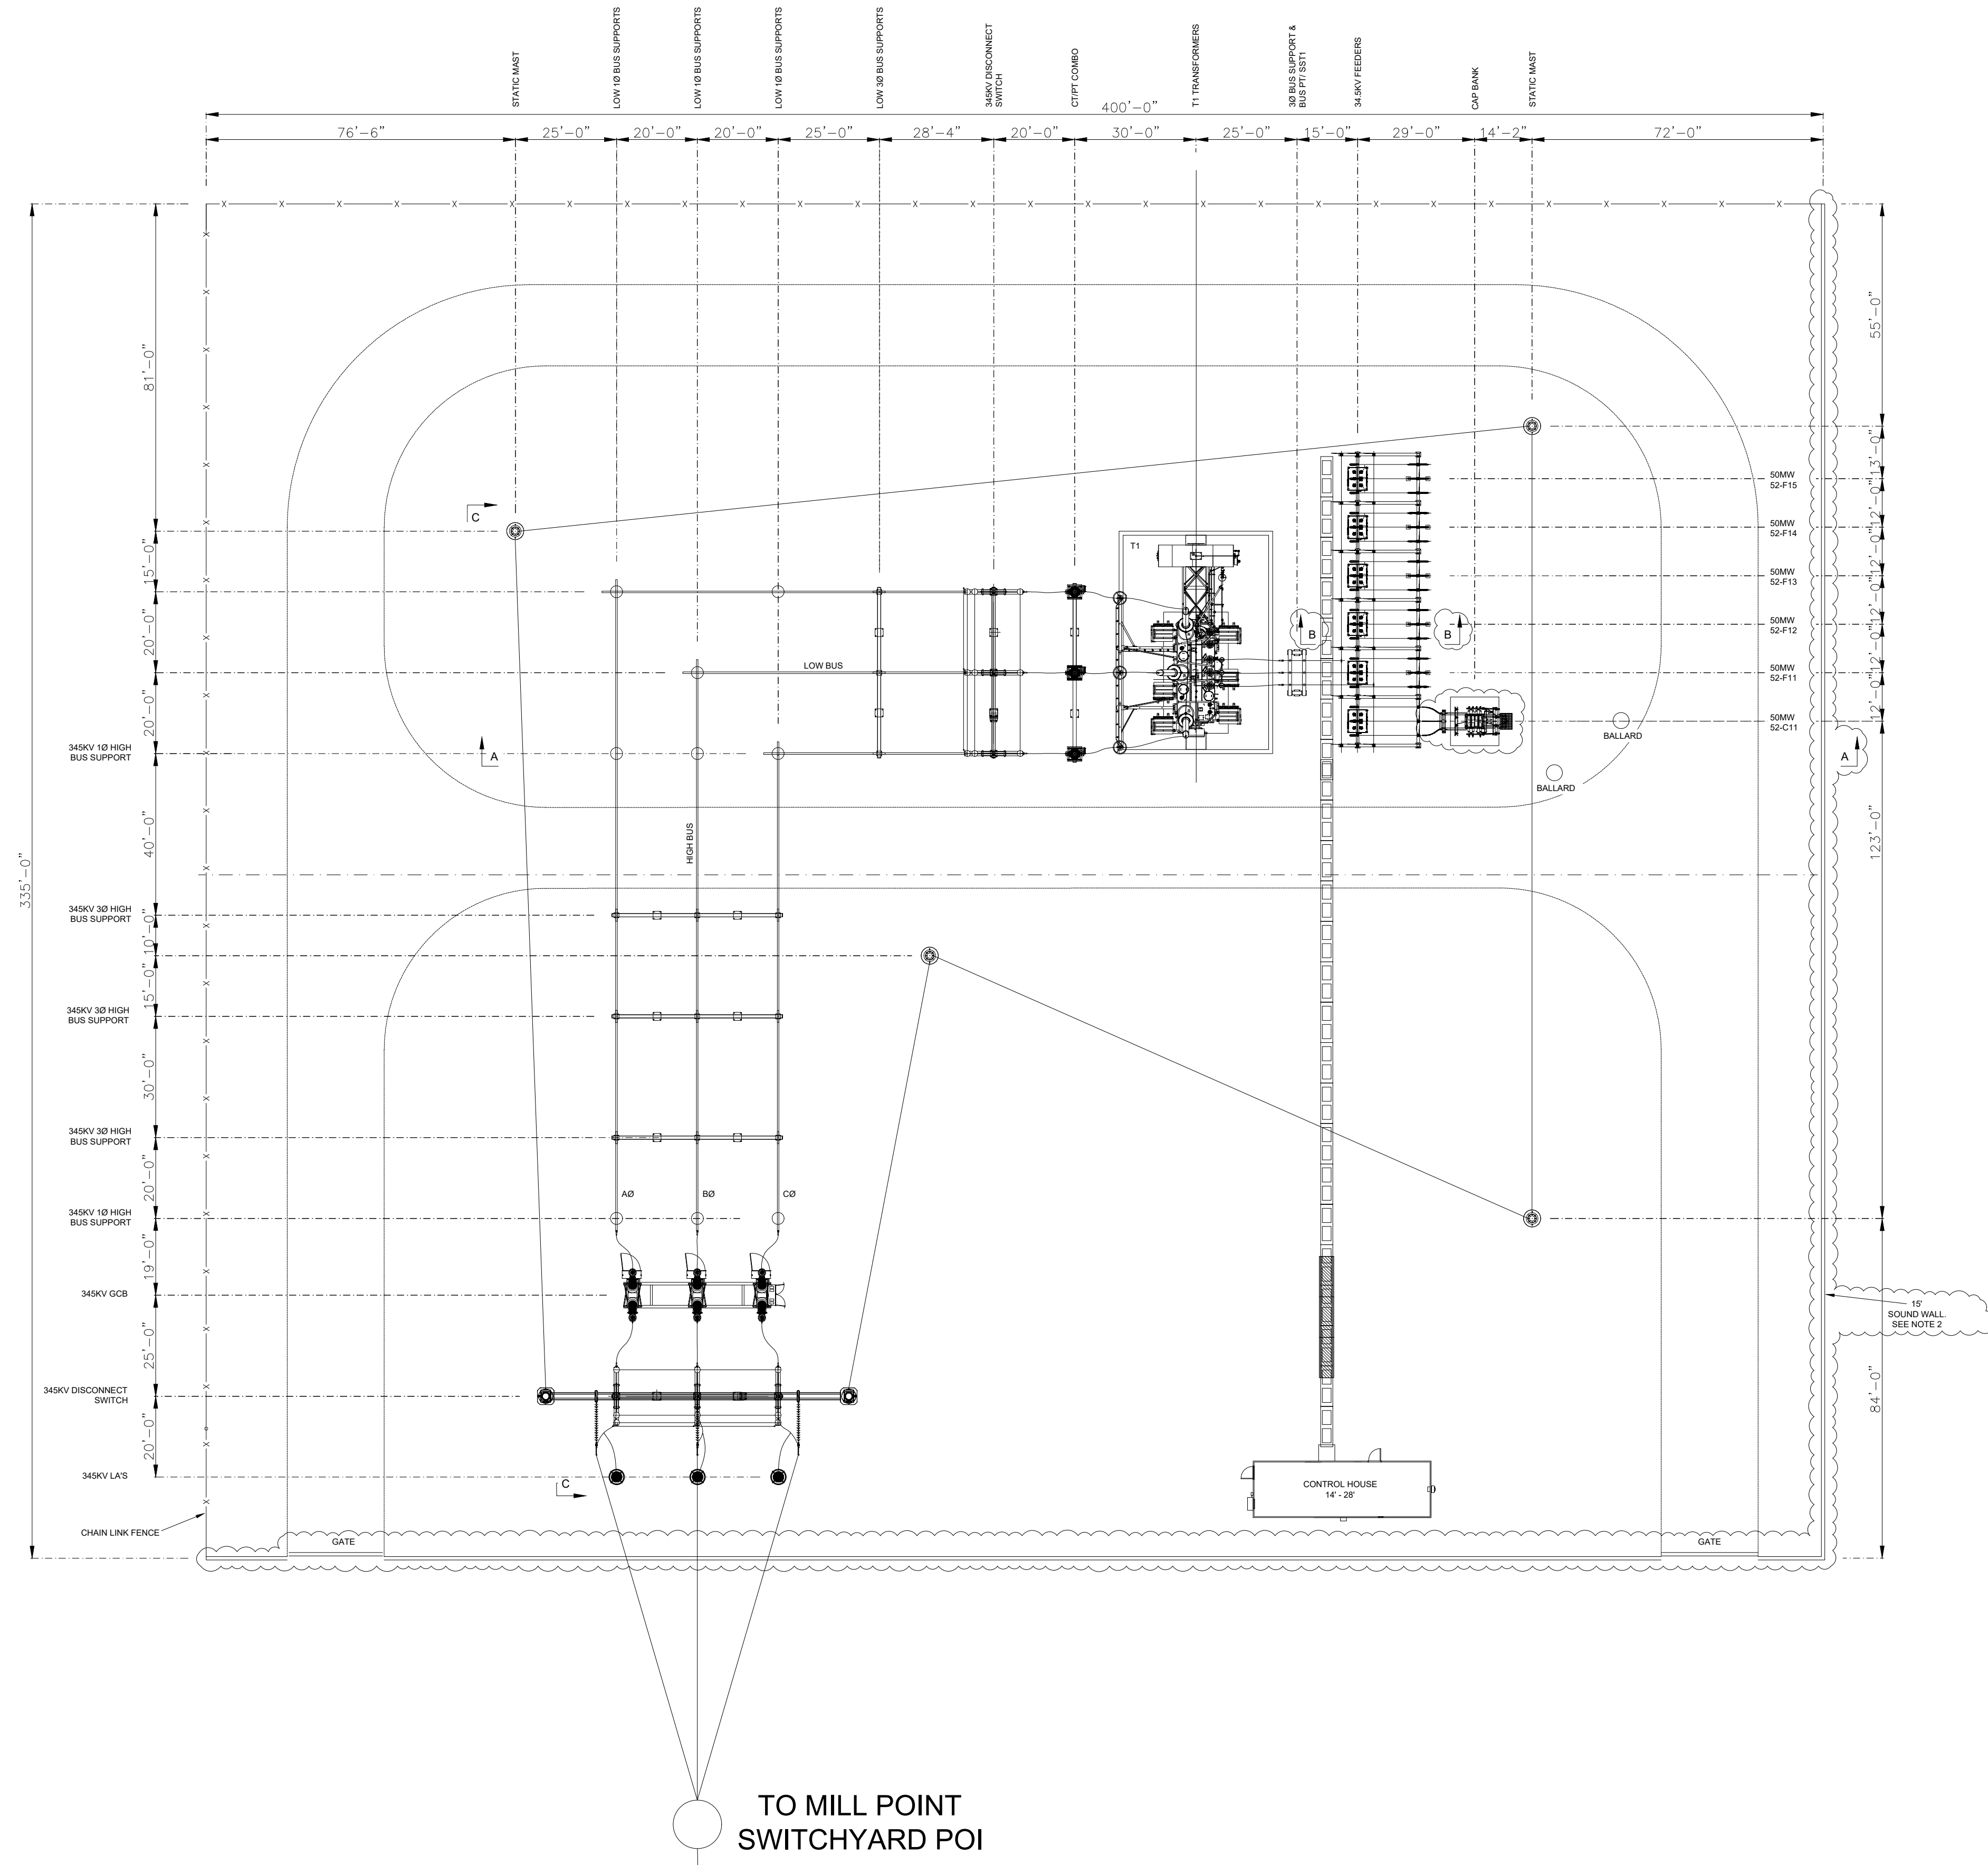 STATIC MAST
LOW 1Ø BUS SUPPORTS
LOW 1Ø BUS SUPPORTS
LOW 1Ø BUS SUPPORTS
LOW 3Ø BUS SUPPORTS
345KV DISCONNECT
SWITCH
CT/PT COMBO
T1 TRANSFORMERS
3Ø BUS SUPPORT &
BUS PT/ SST1
34.5KV FEEDERS
CAP BANK
STATIC MAST
400'-0"
76'-6"
25'-0"
20'-0"
20'-0"
25'-0"
28'-4"
20'-0"
30'-0"
25'-0"
15'-0"
29'-0"
14'-2"
72'-0"
335'-0"
81'-0"
15'-0"
20'-0"
20'-0"
40'-0"
10'-0"
15'-0"
30'-0"
20'-0"
19'-0"
25'-0"
20'-0"
345KV 1Ø HIGH
BUS SUPPORT
345KV 3Ø HIGH
BUS SUPPORT
345KV 3Ø HIGH
BUS SUPPORT
345KV 3Ø HIGH
BUS SUPPORT
345KV 1Ø HIGH
BUS SUPPORT
345KV GCB
345KV DISCONNECT
SWITCH
345KV LA'S
CHAIN LINK FENCE
C
A
LOW BUS
HIGH BUS
T1
B
B
AØ
BØ
CØ
C
BALLARD
BALLARD
50MW
52-F15
50MW
52-F14
50MW
52-F13
50MW
52-F12
50MW
52-F11
50MW
52-C11
A
55'-0"
13'-0"
12'-0"
12'-0"
12'-0"
12'-0"
12'-0"
123'-0"
84'-0"
15'
SOUND WALL.
SEE NOTE 2
CONTROL HOUSE
14' - 28'
GATE
GATE
TO MILL POINT
SWITCHYARD POI